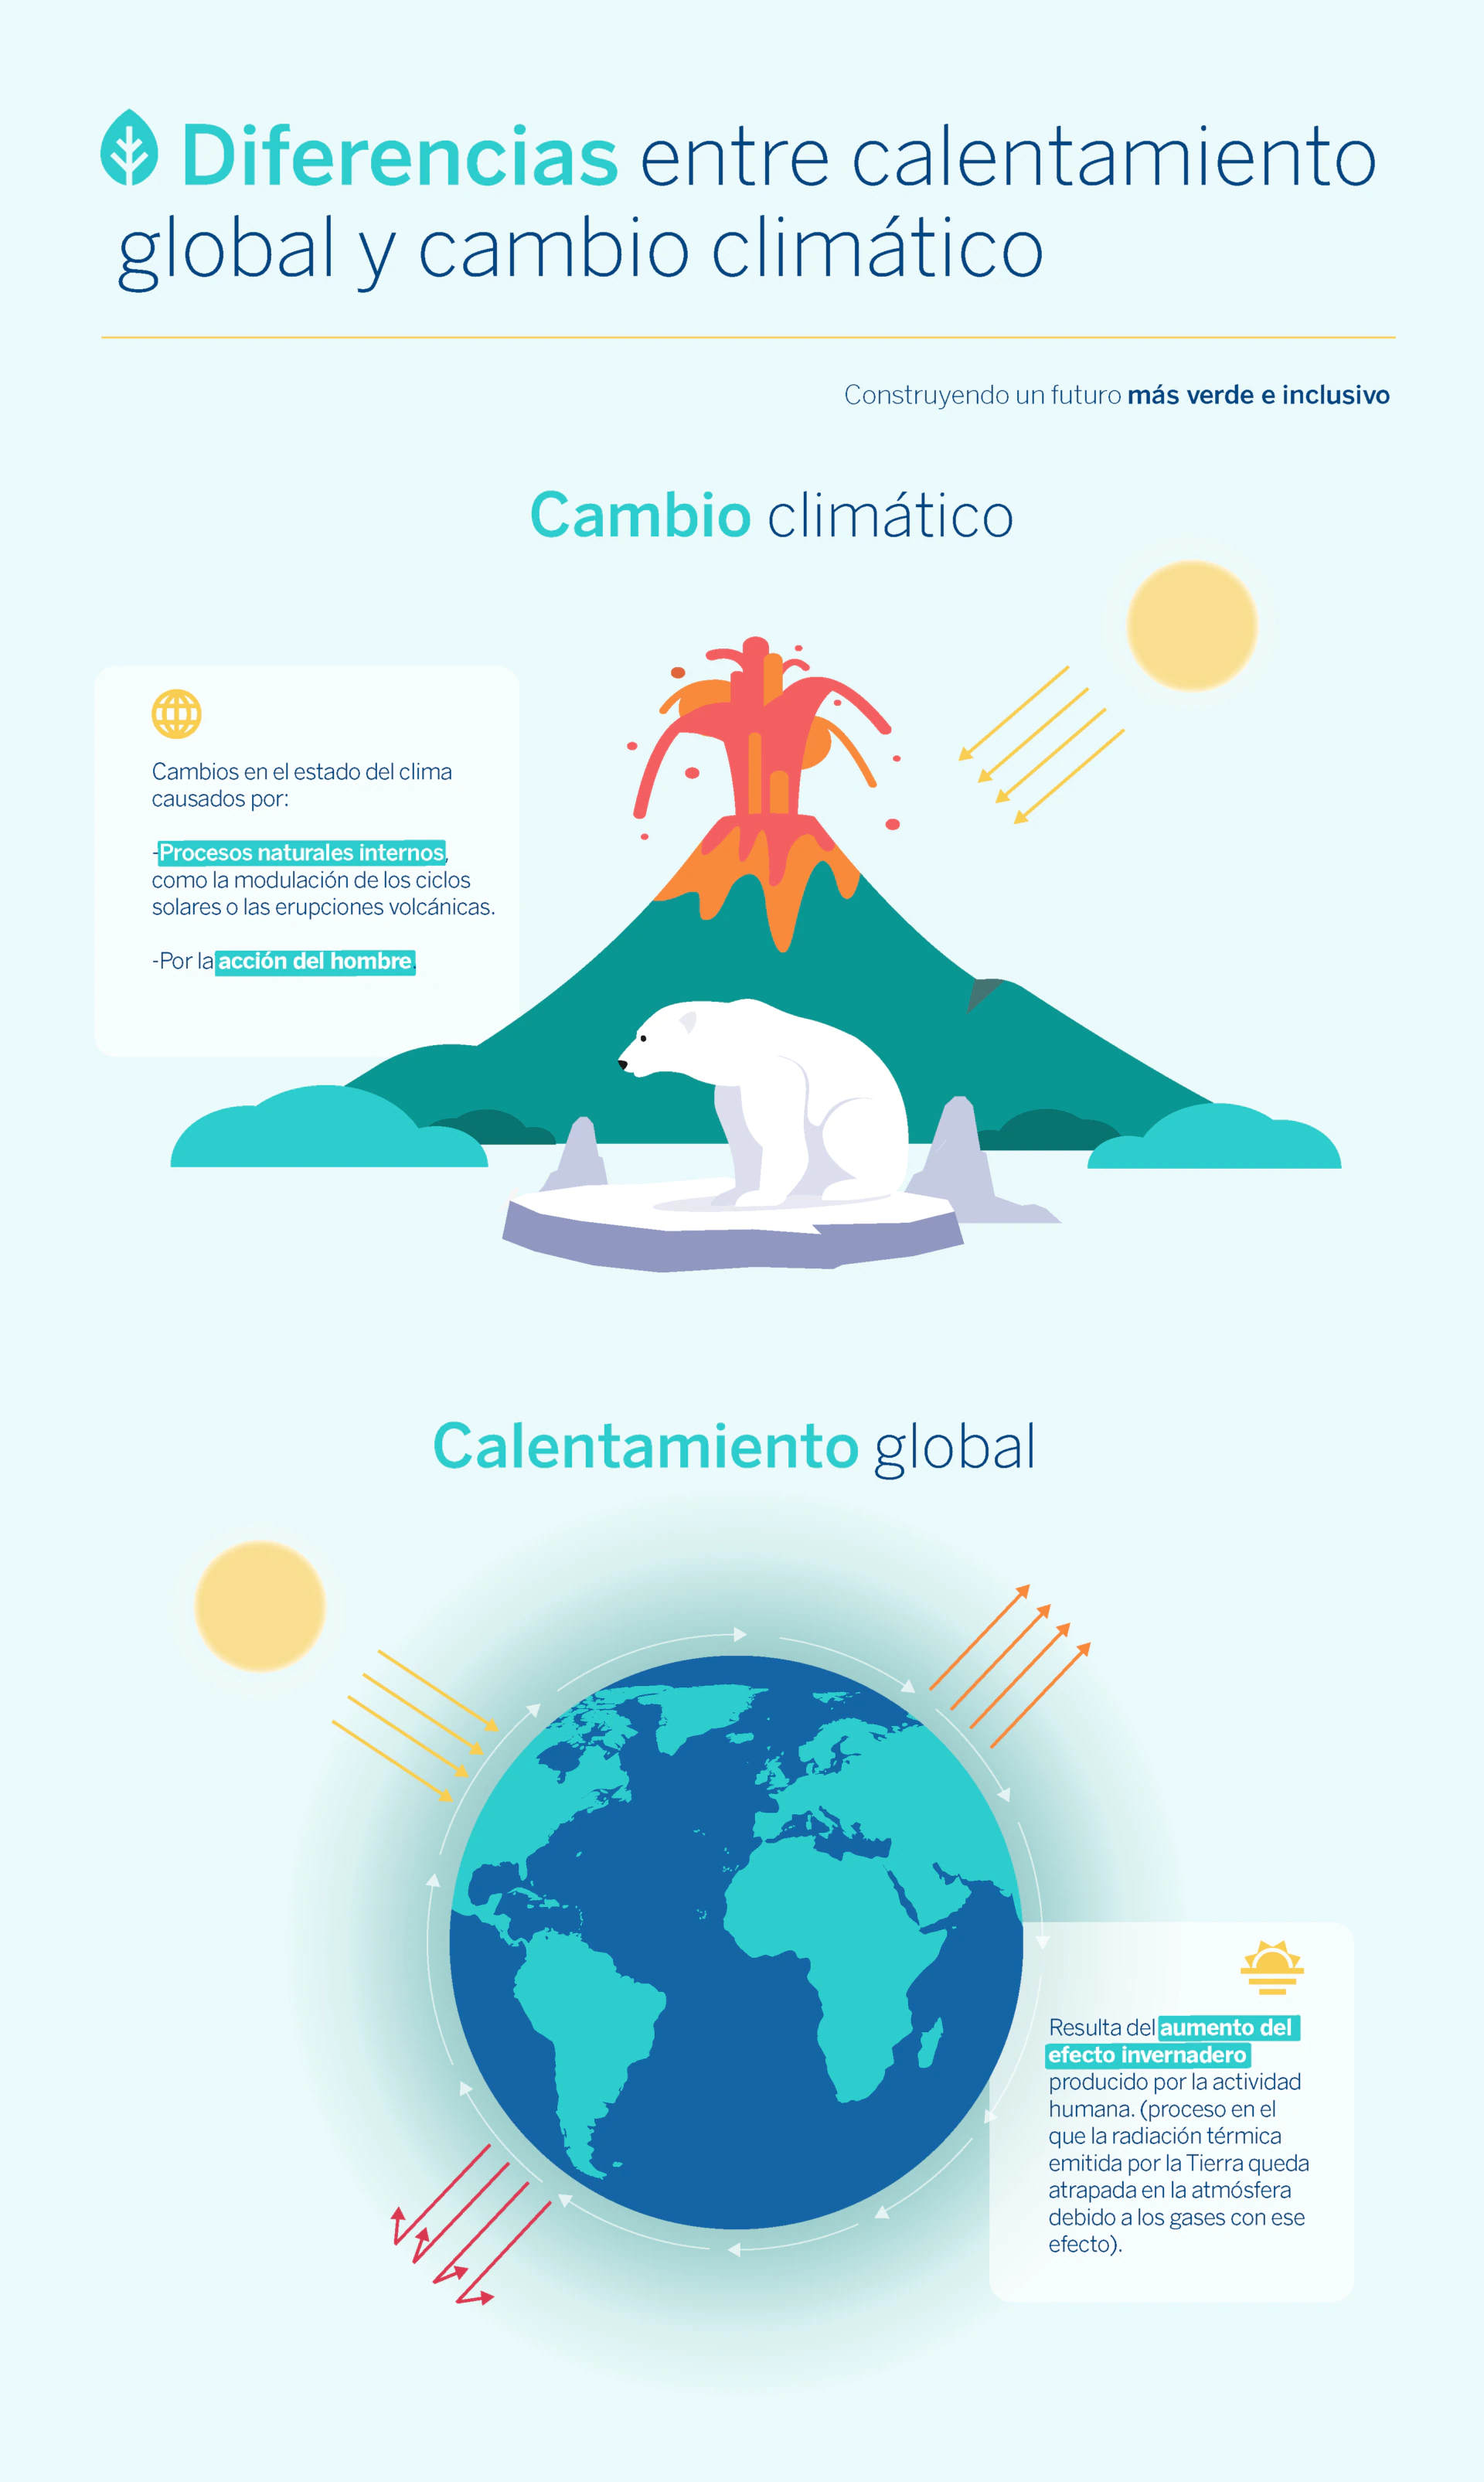 Diferencias entre calentamiento
global y cambio climático
Construyendo un futuro más verde e inclusivo
Cambio climático
Cambios en el estado del clima
causados por:
-Procesos naturales internos,
como la modulación de los ciclos
solares o las erupciones volcánicas.
-Por la acción del hombre.
Calentamiento global
Resulta del aumento del
efecto invernadero
producido por la actividad
humana. (proceso en el
que la radiación térmica
emitida por la Tierra queda
atrapada en la atmósfera
debido a los gases con ese
efecto).